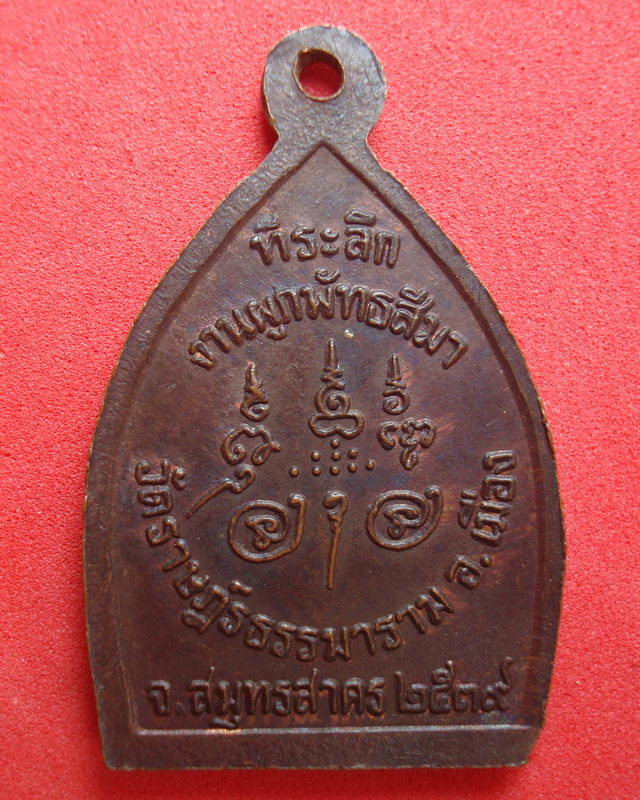 ที่ระลึก
งานผูกพัทธสีมา
วัดราษฎร์ธรรมาราม อ.เมือง
จ.สมุทรสาคร ๒๕๓๙